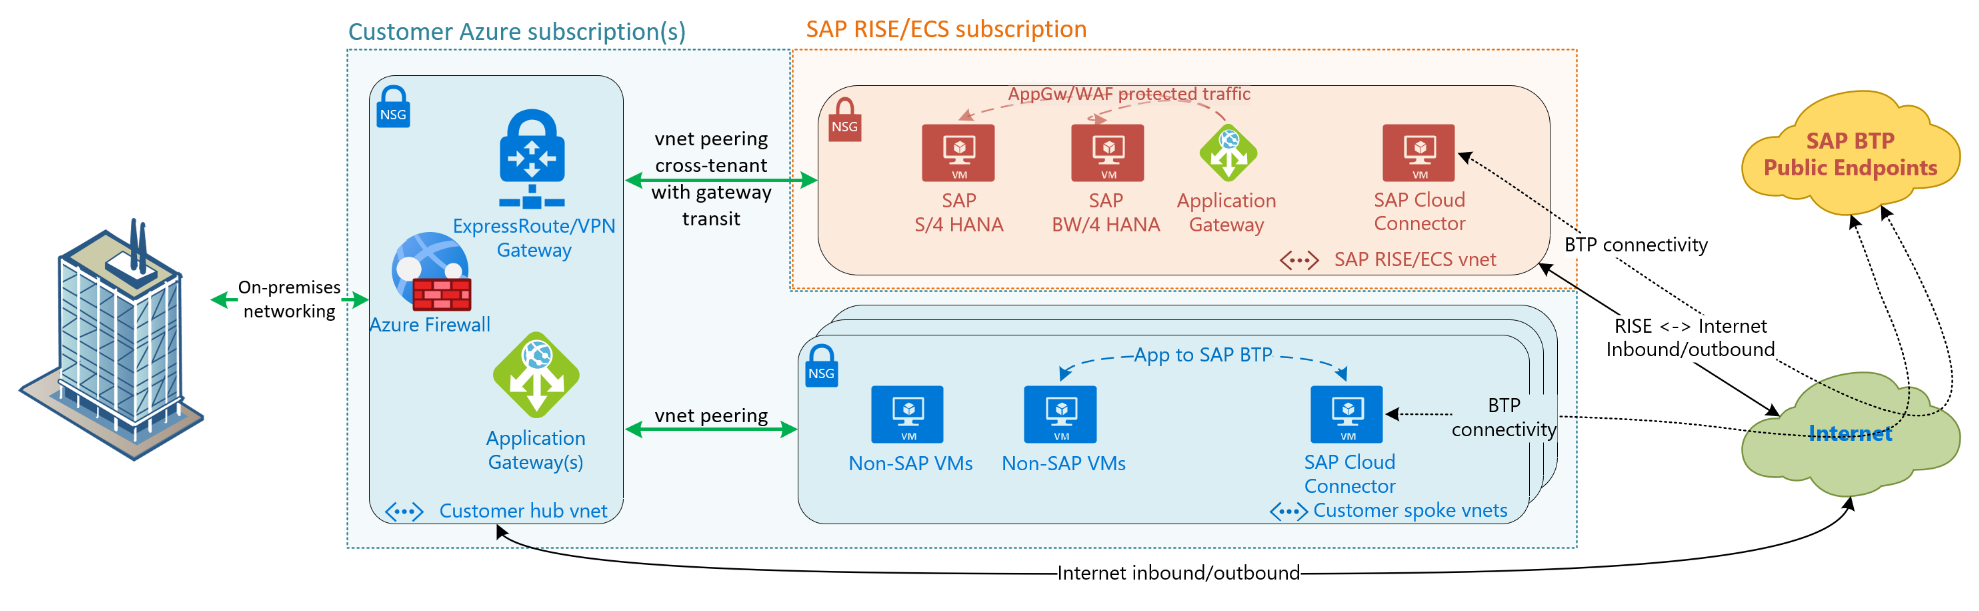 Customer Azure subscription(s)
SAP RISE/ECS subscription
NSG
ExpressRoute/VPN
Gateway
Azure Firewall
Application
Gateway(s)
Customer hub vnet
On-premises
networking
vnet peering
cross-tenant
with gateway
transit
vnet peering
NSG
AppGw/WAF protected traffic
VM
SAP
S/4 HANA
VM
SAP
BW/4 HANA
Application
Gateway
VM
SAP Cloud
Connector
SAP RISE/ECS vnet
NSG
App to SAP BTP
VM
Non-SAP VMs
VM
Non-SAP VMs
VM
SAP Cloud
Connector
Customer spoke vnets
BTP
connectivity
BTP connectivity
RISE <-> Internet
Inbound/outbound
SAP BTP
Public Endpoints
Internet
Internet inbound/outbound